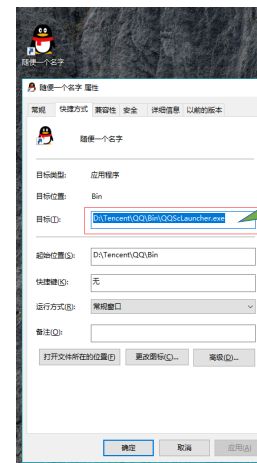 随便一个名字
随便一个名字 属性
常规 快捷方式 兼容性 安全 详细信息 以前的版本
随便一个名字
目标类型: 应用程序
目标位置: Bin
目标(T): D:\Tencent\QQ\Bin\QQScLauncher.exe
起始位置(S): D:\Tencent\QQ\Bin
快捷键(K): 无
运行方式(R): 常规窗口
备注(O):
打开文件所在的位置(F) 更改图标(C)... 高级(D)...
确定 取消 应用(A)